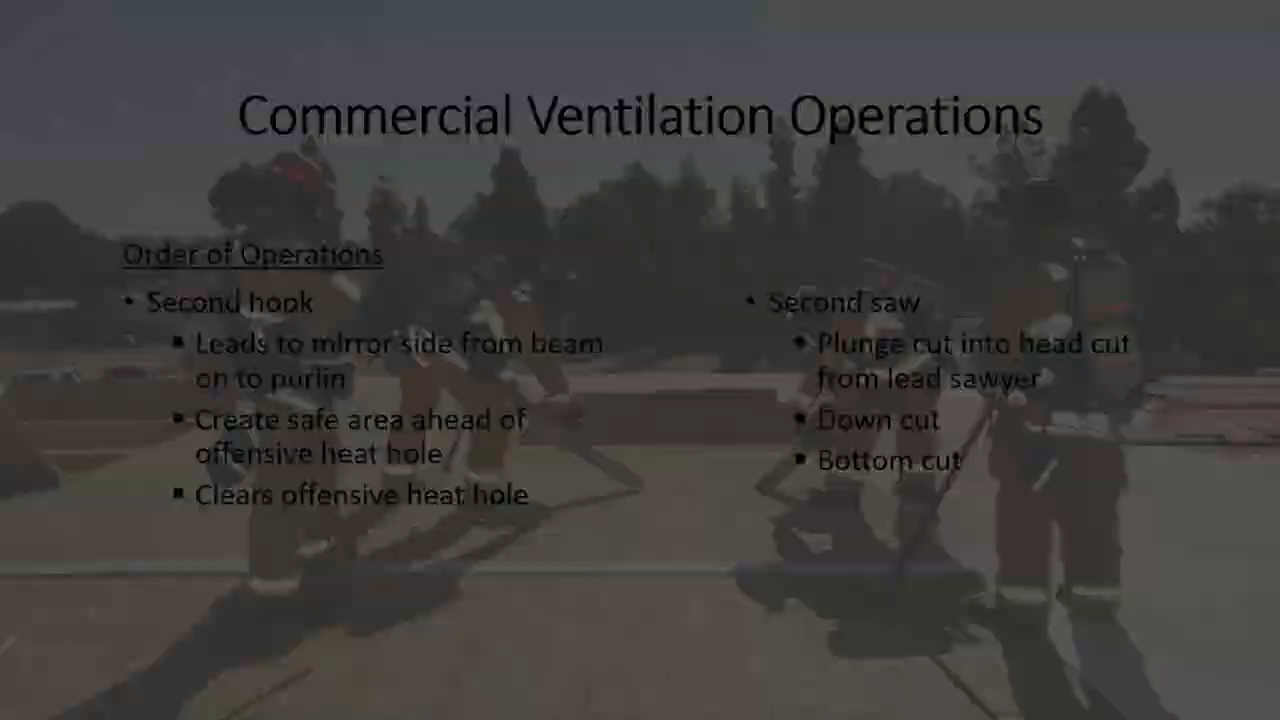 Commercial Ventilation Operations
Order of Operations
• Second hook
▪ Leads to mirror side from beam
on to purlin
▪ Create safe area ahead of
offensive heat hole
▪ Clears offensive heat hole
• Second saw
▪ Plunge cut into head cut
from lead sawyer
▪ Down cut
▪ Bottom cut